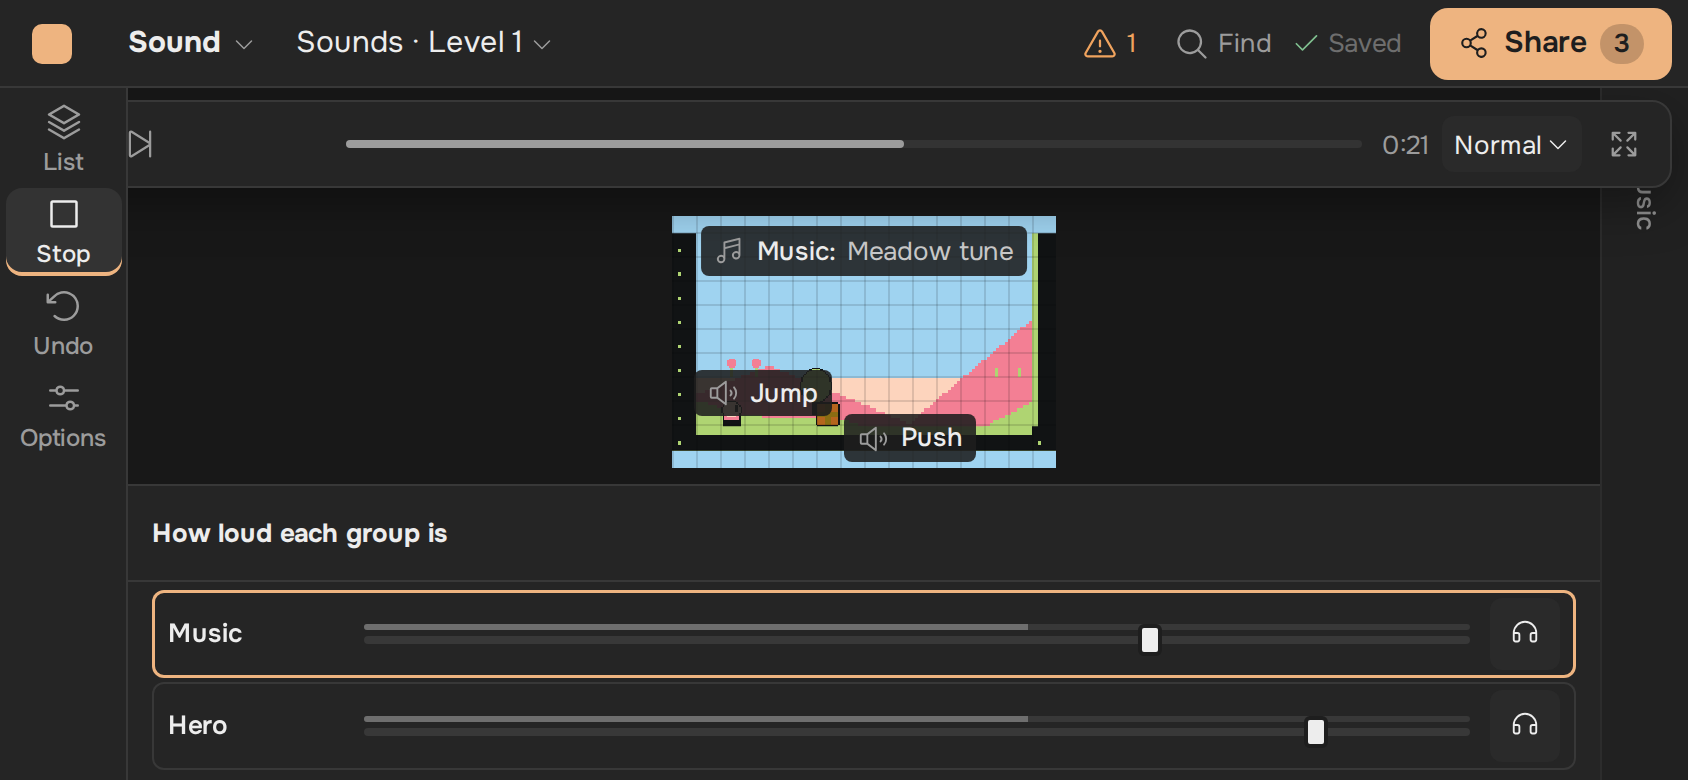 Sound
Sounds · Level 1
1
Find
Saved
Share 3
List
Stop
Undo
Options
0:21
Normal
Music: Meadow tune
Jump
Push
How loud each group is
Music
Hero